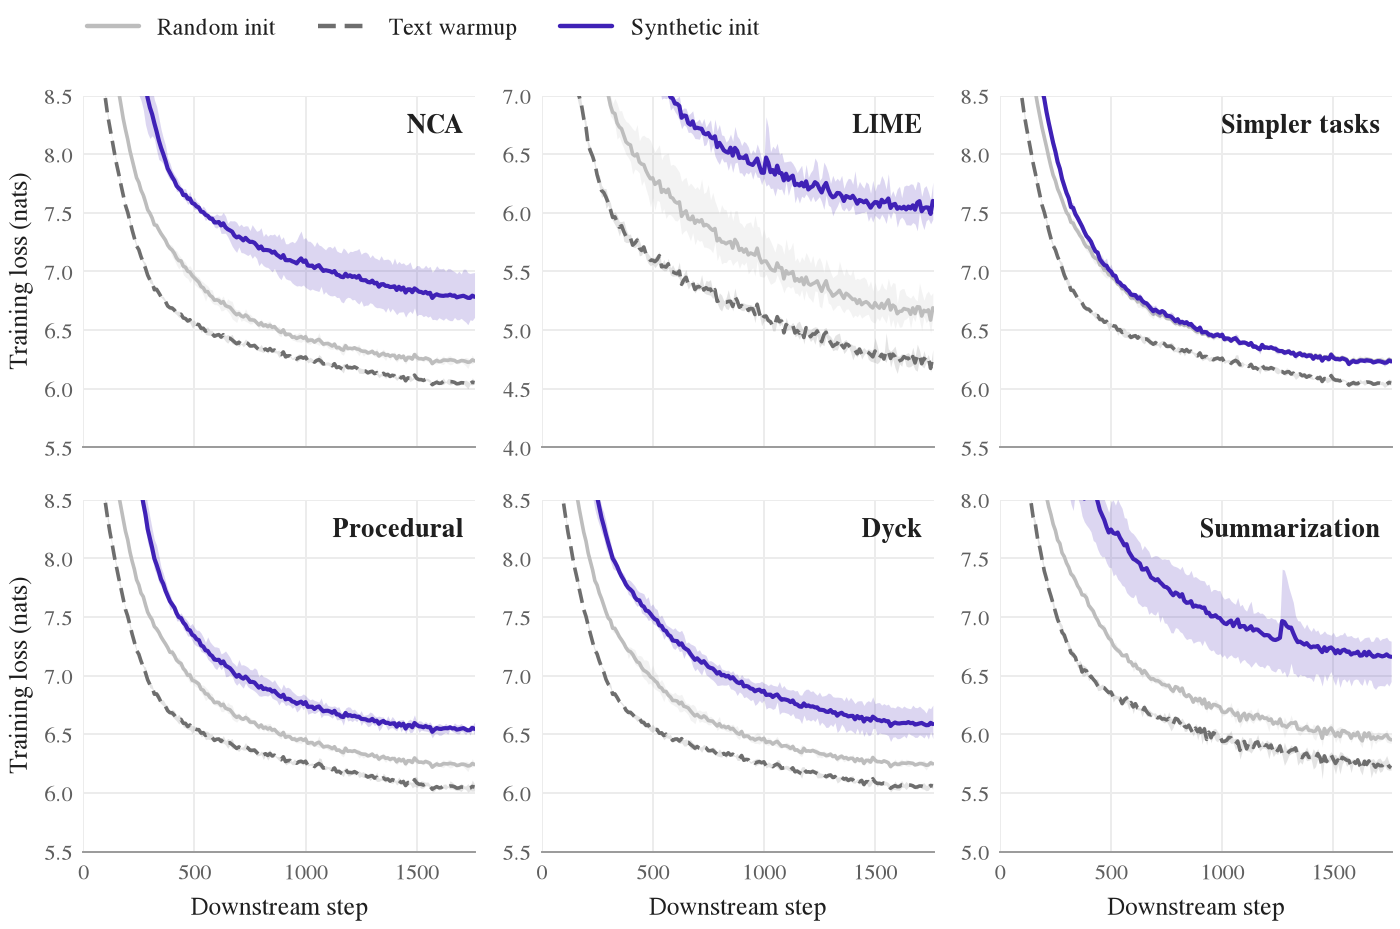 Random init Text warmup Synthetic init
NCA
Training loss (nats)
8.5
8.0
7.5
7.0
6.5
6.0
5.5
LIME
7.0
6.5
6.0
5.5
5.0
4.5
4.0
Simpler tasks
8.5
8.0
7.5
7.0
6.5
6.0
5.5
Procedural
Training loss (nats)
8.5
8.0
7.5
7.0
6.5
6.0
5.5
0 500 1000 1500
Downstream step
Dyck
8.5
8.0
7.5
7.0
6.5
6.0
5.5
0 500 1000 1500
Downstream step
Summarization
8.0
7.5
7.0
6.5
6.0
5.5
5.0
0 500 1000 1500
Downstream step